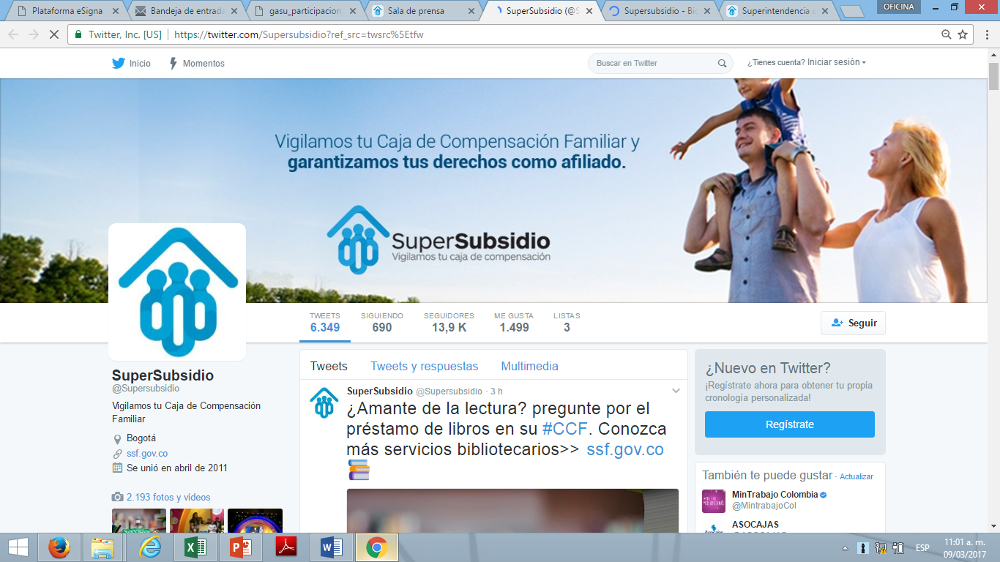 Plataforma eSigna
Bandeja de entrada
gasu_participacion_
Sala de prensa
SuperSubsidio (@S
Supersubsidio - Bi
Superintendencia
OFICINA
Twitter, Inc. [US]
https://twitter.com/Supersubsidio?ref_src=twsrc%5Etfw
Inicio
Momentos
Buscar en Twitter
¿Tienes cuenta? Iniciar sesión
Vigilamos tu Caja de Compensación Familiar y
garantizamos tus derechos como afiliado.
SuperSubsidio
Vigilamos tu caja de compensación
TWEETS
6.349
SIGUIENDO
690
SEGUIDORES
13,9 K
ME GUSTA
1.499
LISTAS
3
Seguir
SuperSubsidio
@Supersubsidio
Vigilamos tu Caja de Compensación
Familiar
Bogotá
ssf.gov.co
Se unió en abril de 2011
2.193 fotos y videos
Tweets
Tweets y respuestas
Multimedia
SuperSubsidio @Supersubsidio · 3 h
¿Amante de la lectura? pregunte por el
préstamo de libros en su #CCF. Conozca
más servicios bibliotecarios>> ssf.gov.co
¿Nuevo en Twitter?
¡Regístrate ahora para obtener tu propia
cronología personalizada!
Regístrate
También te puede gustar · Actualizar
MinTrabajo Colombia
@MintrabajoCol
ASOCAJAS
ESP
11:01 a. m.
09/03/2017